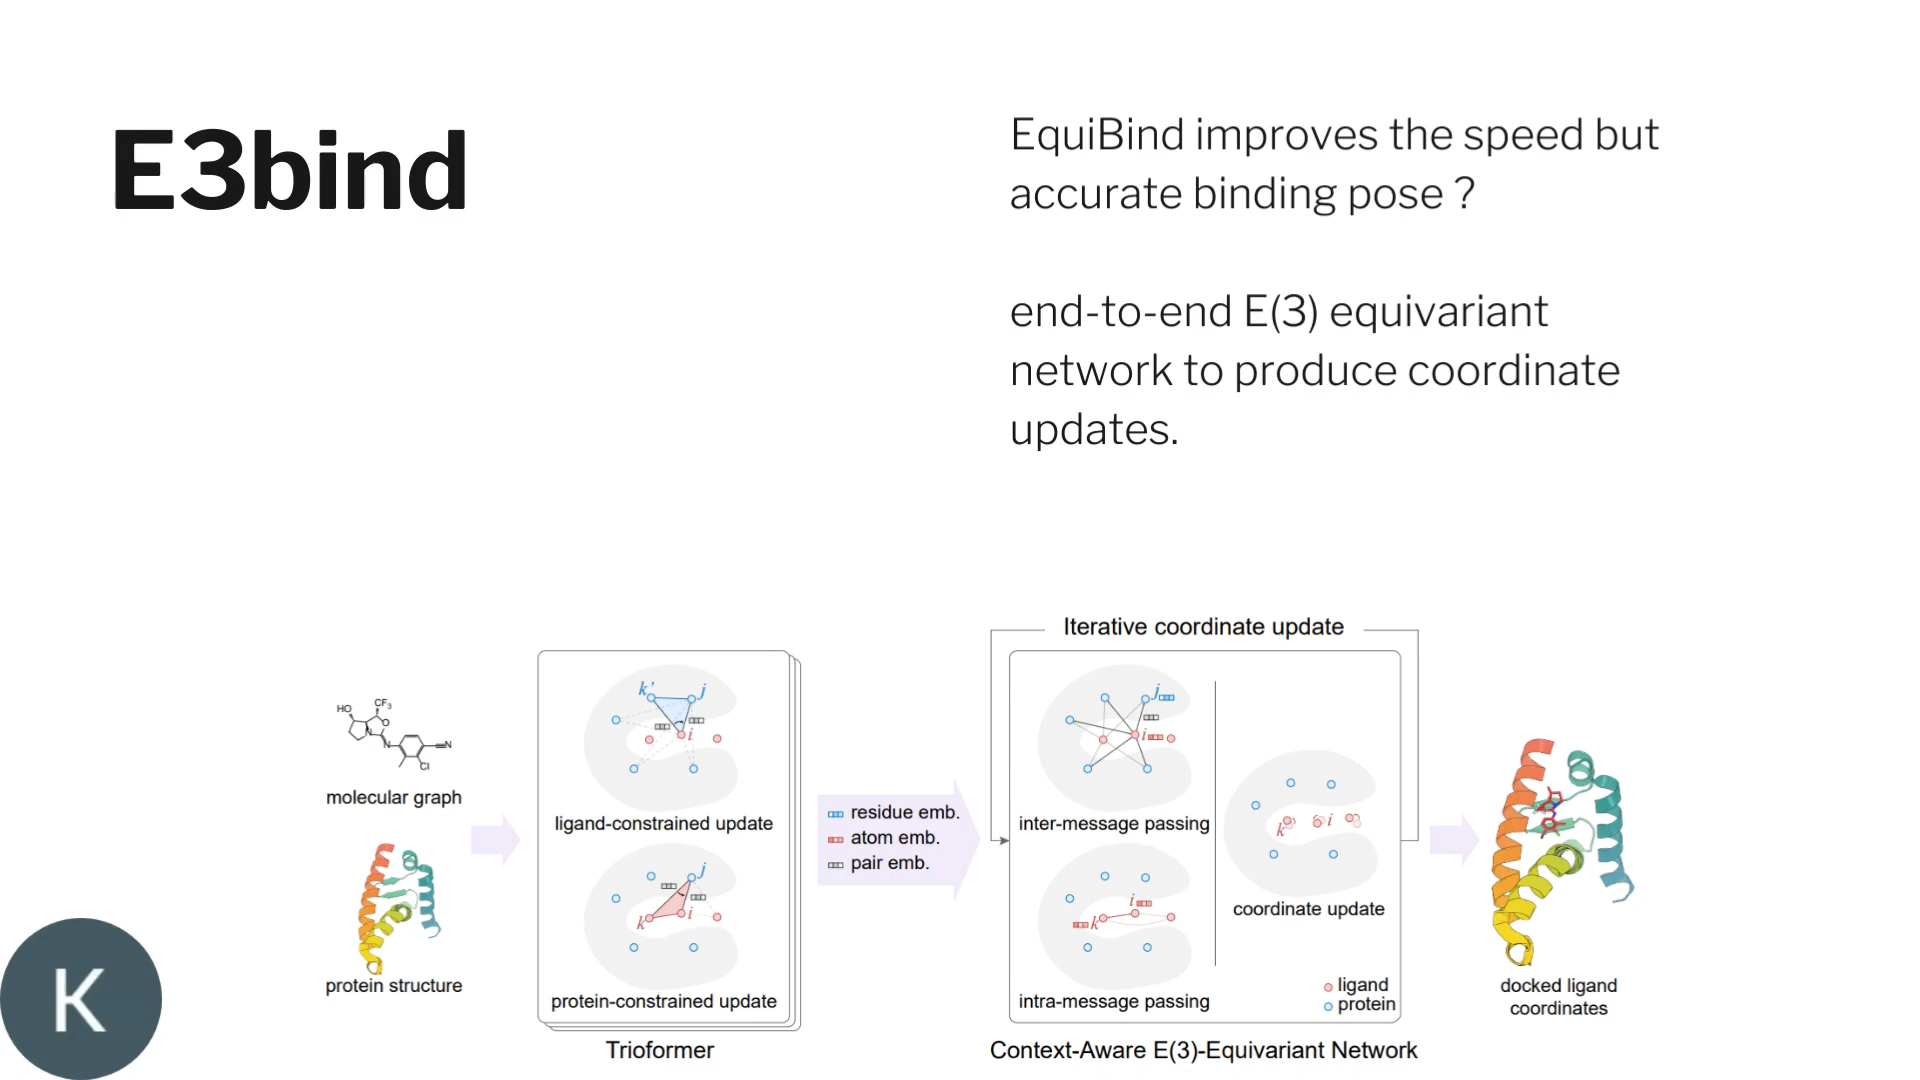 E3bind
EquiBind improves the speed but
accurate binding pose ?
end-to-end E(3) equivariant
network to produce coordinate
updates.
HO
CF3
O
N
N
≡N
Cl
molecular graph
protein structure
k'
j
i
ligand-constrained update
j
k
i
protein-constrained update
Trioformer
residue emb.
atom emb.
pair emb.
Iterative coordinate update
j
i
inter-message passing
i
k
intra-message passing
k
i
coordinate update
ligand
protein
Context-Aware E(3)-Equivariant Network
docked ligand
coordinates
K